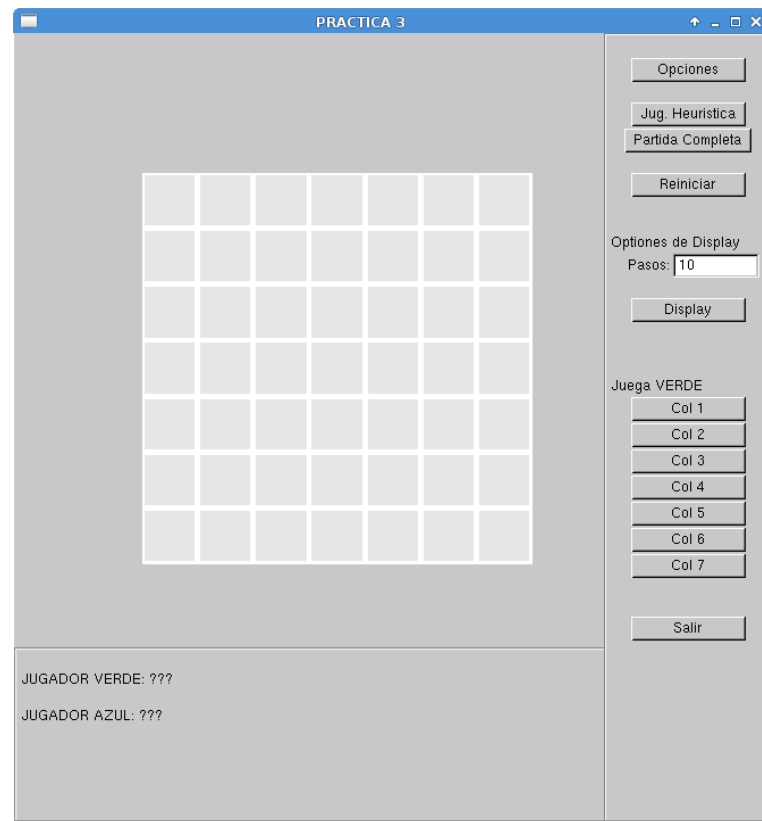 PRACTICA 3
Opciones
Jug. Heuristica
Partida Completa
Reiniciar
Optiones de Display
Pasos: 10
Display
Juega VERDE
Col 1
Col 2
Col 3
Col 4
Col 5
Col 6
Col 7
Salir
JUGADOR VERDE: ???
JUGADOR AZUL: ???